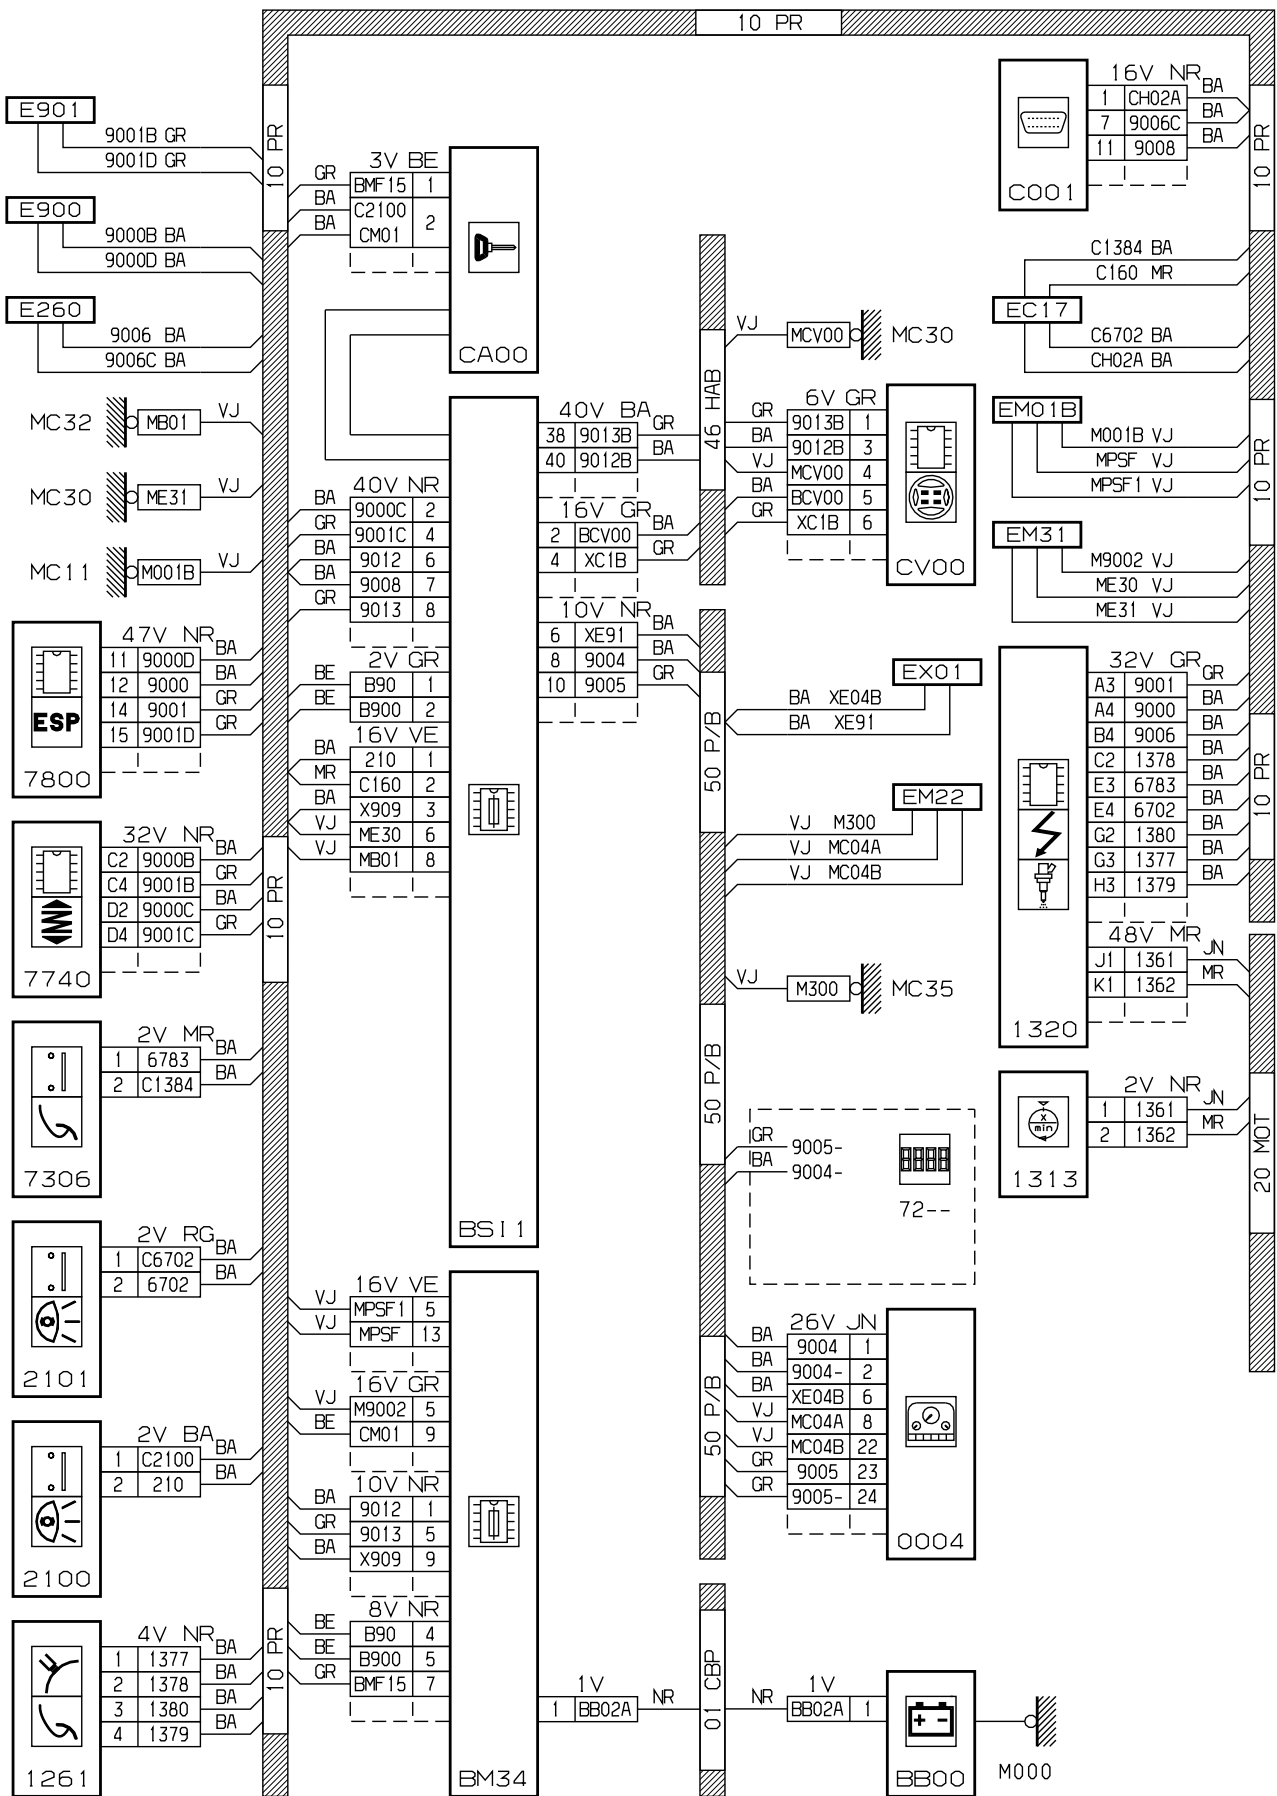 10 PR
E901
9001B GR
9001D GR
E900
9000B BA
9000D BA
E260
9006 BA
9006C BA
MC32 MB01 VJ
MC30 ME31 VJ
MC11 M001B VJ
47V NR
11 9000D BA
12 9000 BA
14 9001 GR
15 9001D GR
ESP
7800
32V NR
C2 9000B BA
C4 9001B GR
D2 9000C BA
D4 9001C GR
7740
2V MR
1 6783 BA
2 C1384 BA
7306
2V RG
1 C6702 BA
2 6702 BA
2101
2V BA
1 C2100 BA
2 210 BA
2100
4V NR
1 1377 BA
2 1378 BA
3 1380 BA
4 1379 BA
1261
10 PR
10 PR
10 PR
3V BE
GR BMF15 1
BA C2100 2
BA CM01
CA00
40V NR
BA 9000C 2
GR 9001C 4
BA 9012 6
BA 9008 7
GR 9013 8
2V GR
BE B90 1
BE B900 2
16V VE
BA 210 1
MR C160 2
BA X909 3
VJ ME30 6
VJ MB01 8
40V BA
38 9013B GR
40 9012B BA
16V GR
2 BCV00 BA
4 XC1B GR
10V NR
6 XE91 BA
8 9004 BA
10 9005 GR
BSI1
16V VE
VJ MPSF1 5
VJ MPSF 13
16V GR
VJ M9002 5
BE CM01 9
10V NR
BA 9012 1
GR 9013 5
BA X909 9
8V NR
BE B90 4
BE B900 5
GR BMF15 7
1V
1 BB02A NR
BM34
46 HAB
50 P/B
50 P/B
50 P/B
01 CBP
VJ MCV00 MC30
6V GR
GR 9013B 1
BA 9012B 3
VJ MCV00 4
BA BCV00 5
GR XC1B 6
CV00
EX01
BA XE04B
BA XE91
EM22
VJ M300
VJ MC04A
VJ MC04B
VJ M300 MC35
GR 9005-
BA 9004-
72--
26V JN
BA 9004 1
BA 9004- 2
BA XE04B 6
VJ MC04A 8
VJ MC04B 22
GR 9005 23
GR 9005- 24
0004
1V
NR BB02A 1
+ -
BB00
M000
16V NR
1 CH02A BA
7 9006C BA
11 9008 BA
C001
C1384 BA
C160 MR
EC17
C6702 BA
CH02A BA
EM01B
M001B VJ
MPSF VJ
MPSF1 VJ
EM31
M9002 VJ
ME30 VJ
ME31 VJ
32V GR
A3 9001 GR
A4 9000 BA
B4 9006 BA
C2 1378 BA
E3 6783 BA
E4 6702 BA
G2 1380 BA
G3 1377 BA
H3 1379 BA
48V MR
J1 1361 JN
K1 1362 MR
1320
2V NR
1 1361 JN
2 1362 MR
x
min
1313
10 PR
10 PR
10 PR
20 MOT